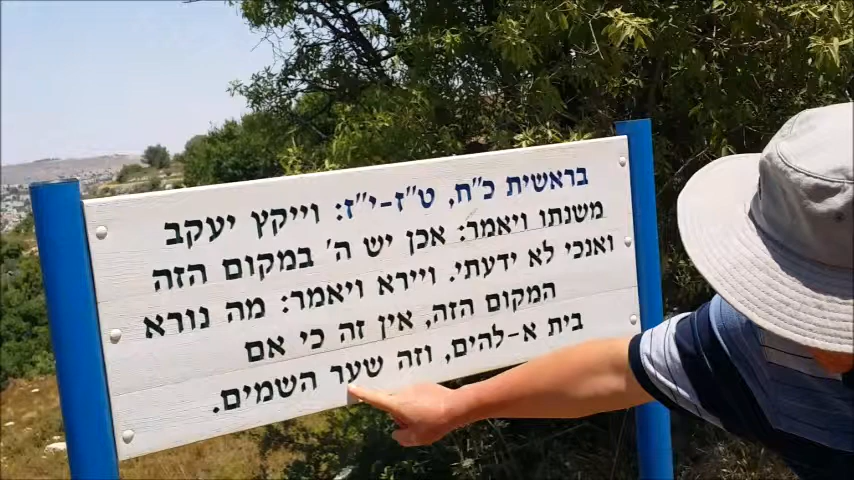 בראשית כ"ח, ט"ז-י"ז: וייקץ יעקב
משנתו ויאמר: אכן יש ה' במקום הזה
ואנכי לא ידעתי. ויירא ויאמר: מה נורא
המקום הזה, אין זה כי אם
בית א-להים, וזה שער השמים.